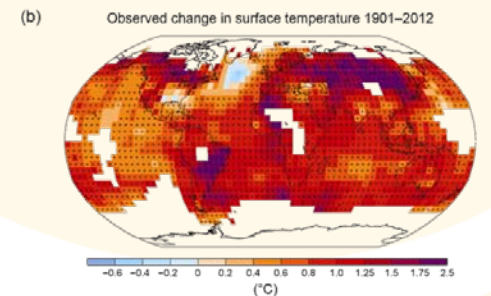 (b)
Observed change in surface temperature 1901–2012
−0.6 −0.4 −0.2 0 0.2 0.4 0.6 0.8 1.0 1.25 1.5 1.75 2.5
(°C)